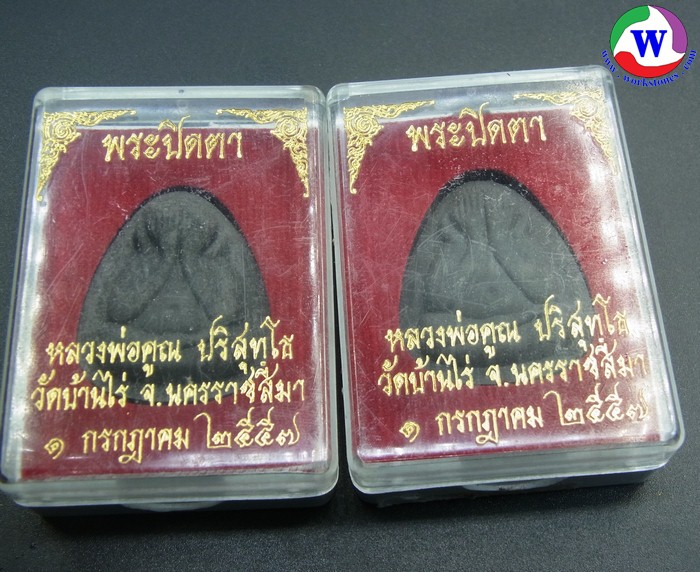 พระปิดตา
หลวงพ่อคูณ ปริสุทฺโธ
วัดบ้านไร่ จ.นครราชสีมา
๑ กรกฎาคม ๒๕๕๗
พระปิดตา
หลวงพ่อคูณ ปริสุทฺโธ
วัดบ้านไร่ จ.นครราชสีมา
๑ กรกฎาคม ๒๕๕๗
W
www.workstones.com